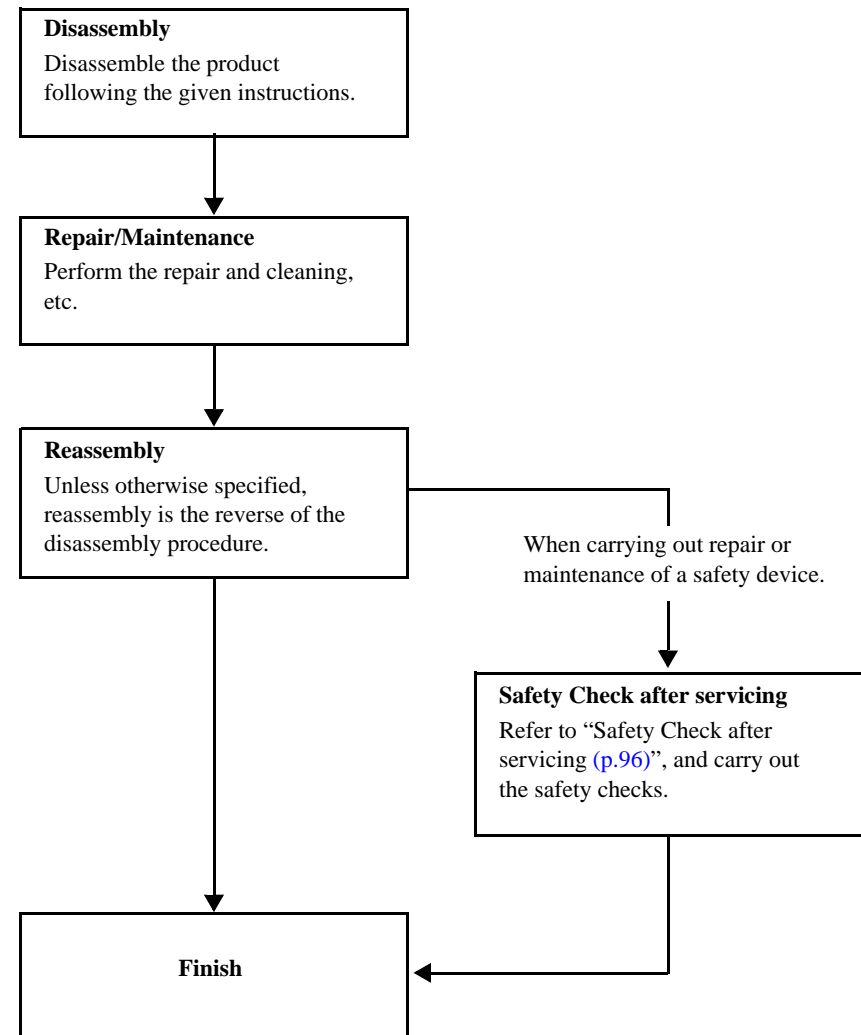 Disassembly
Disassemble the product
following the given instructions.
Repair/Maintenance
Perform the repair and cleaning,
etc.
Reassembly
Unless otherwise specified,
reassembly is the reverse of the
disassembly procedure.
When carrying out repair or
maintenance of a safety device.
Safety Check after servicing
Refer to “Safety Check after
servicing (p.96)”, and carry out
the safety checks.
Finish